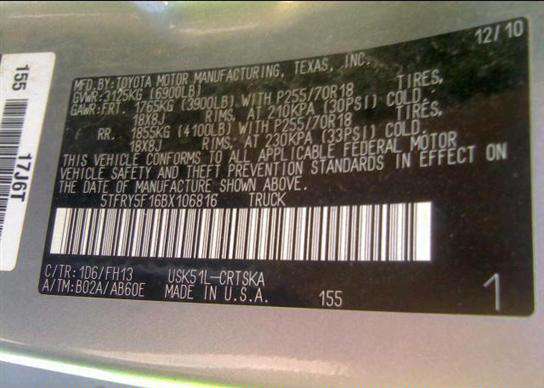 12/10
MFD.BY:TOYOTA MOTOR MANUFACTURING, TEXAS, INC.
GVWR:3125KG (6900LB)
GAWR:FRT. 1765KG(3900LB)WITH P255/70R18 TIRES,
18X8J RIMS, AT 210KPA (30PSI) COLD.
RR. 1855KG(4100LB)WITH P255/70R18 TIRES,
18X8J RIMS, AT 230KPA (33PSI) COLD.
THIS VEHICLE CONFORMS TO ALL APPLICABLE FEDERAL MOTOR
VEHICLE SAFETY AND THEFT PREVENTION STANDARDS IN EFFECT ON
THE DATE OF MANUFACTURE SHOWN ABOVE.
5TFRY5F16BX106816 TRUCK
C/TR: 1D6/FH13 USK51L-CRTSKA
A/TM: B02A/AB60E MADE IN U.S.A. 155 1
155 17J6T